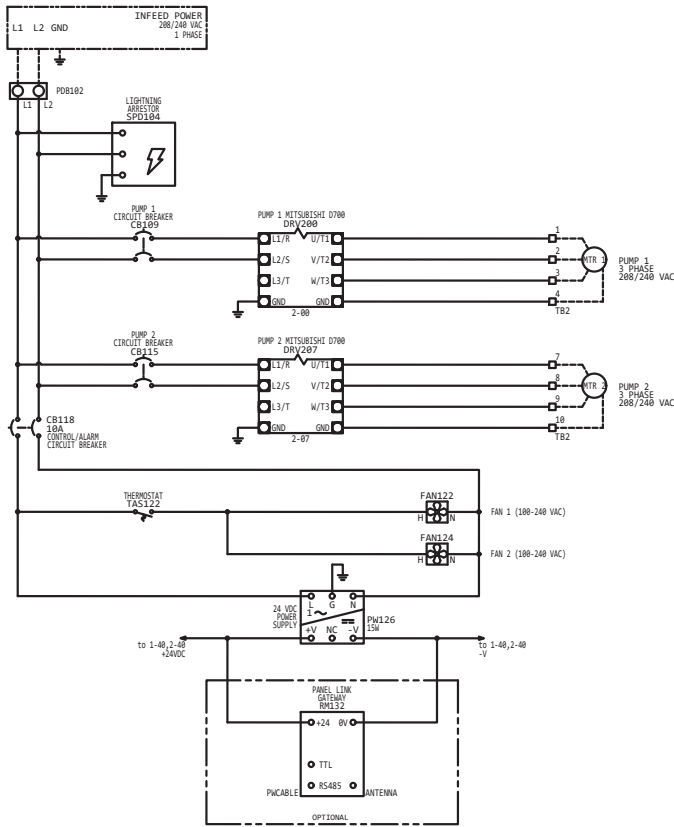 INFEED POWER
208/240 VAC
1 PHASE
L1 L2 GND
PDB102
L1 L2
LIGHTNING
ARRESTOR
SPD104
PUMP 1
CIRCUIT BREAKER
CB109
PUMP 1 MITSUBISHI D700
DRV200
L1/R U/T1
L2/S V/T2
L3/T W/T3
GND GND
2-00
1
2
3
4
TB2
MTR 1
PUMP 1
3 PHASE
208/240 VAC
PUMP 2
CIRCUIT BREAKER
CB115
PUMP 2 MITSUBISHI D700
DRV207
L1/R U/T1
L2/S V/T2
L3/T W/T3
GND GND
2-07
7
8
9
10
TB2
MTR 2
PUMP 2
3 PHASE
208/240 VAC
CB118
10A
CONTROL/ALARM
CIRCUIT BREAKER
THERMOSTAT
TAS122
FAN122
H N
FAN 1 (100-240 VAC)
FAN124
H N
FAN 2 (100-240 VAC)
24 VDC
POWER
SUPPLY
L G N
1
+V NC -V
PW126
15W
to 1-40,2-40
+24VDC
to 1-40,2-40
-V
PANEL LINK
GATEWAY
RM132
+24 0V
TTL
RS485
PWCABLE
ANTENNA
OPTIONAL